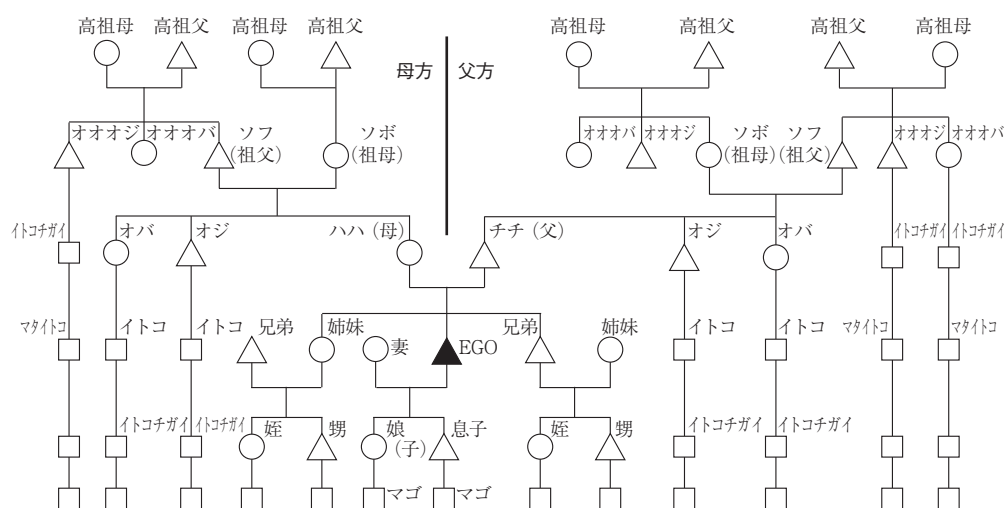 高祖母 高祖父 高祖母 高祖父 高祖母 高祖父 高祖父 高祖母
母方 父方
オオオジ オオオバ ソフ ソボ オオオバ オオオジ ソボ ソフ オオオジ オオオバ
(祖父) (祖母) (祖母) (祖父)
イトコチガイ オバ オジ ハハ (母) チチ (父) オジ オバ イトコチガイ イトコチガイ
マタイトコ イトコ イトコ 兄弟 姉妹 妻 EGO 兄弟 姉妹 イトコ イトコ マタイトコ マタイトコ
イトコチガイ イトコチガイ 姪 甥 娘 息子 姪 甥 イトコチガイ イトコチガイ
(子)
マゴ マゴ